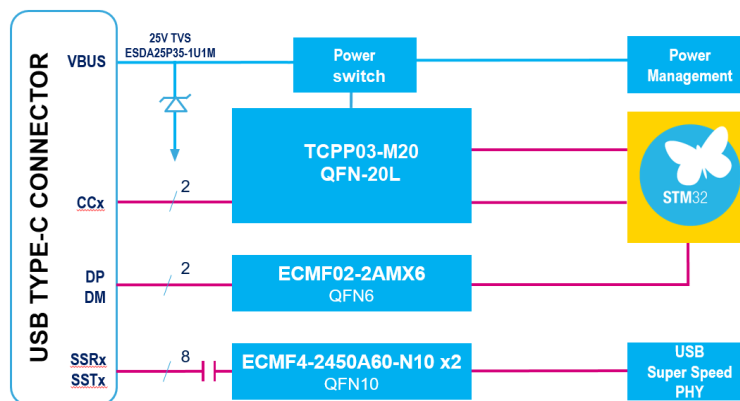 USB TYPE-C CONNECTOR
VBUS
25V TVS
ESDA25P35-1U1M
Power
switch
Power
Management
TCPP03-M20
QFN-20L
STM32
CCx
2
DP
DM
2
ECMF02-2AMX6
QFN6
SSRx
SSTx
8
ECMF4-2450A60-N10 x2
QFN10
USB
Super Speed
PHY